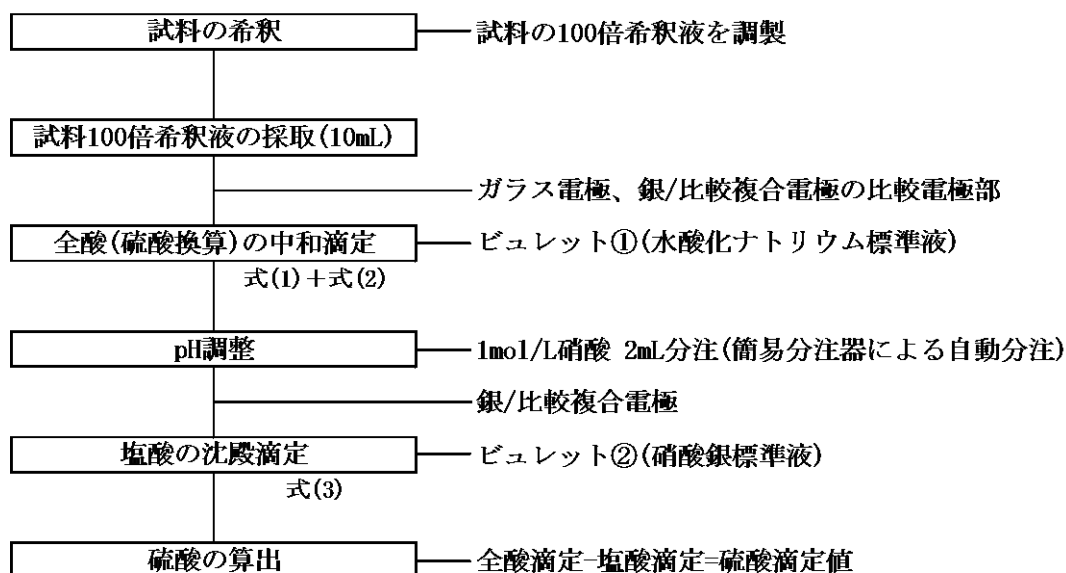 試料の希釈
試料の100倍希釈液を調製
試料100倍希釈液の採取(10mL)
ガラス電極、銀/比較複合電極の比較電極部
全酸(硫酸換算)の中和滴定
ビュレット①(水酸化ナトリウム標準液)
式(1)+式(2)
pH調整
1mol/L硝酸 2mL分注(簡易分注器による自動分注)
銀/比較複合電極
塩酸の沈殿滴定
ビュレット②(硝酸銀標準液)
式(3)
硫酸の算出
全酸滴定-塩酸滴定=硫酸滴定値